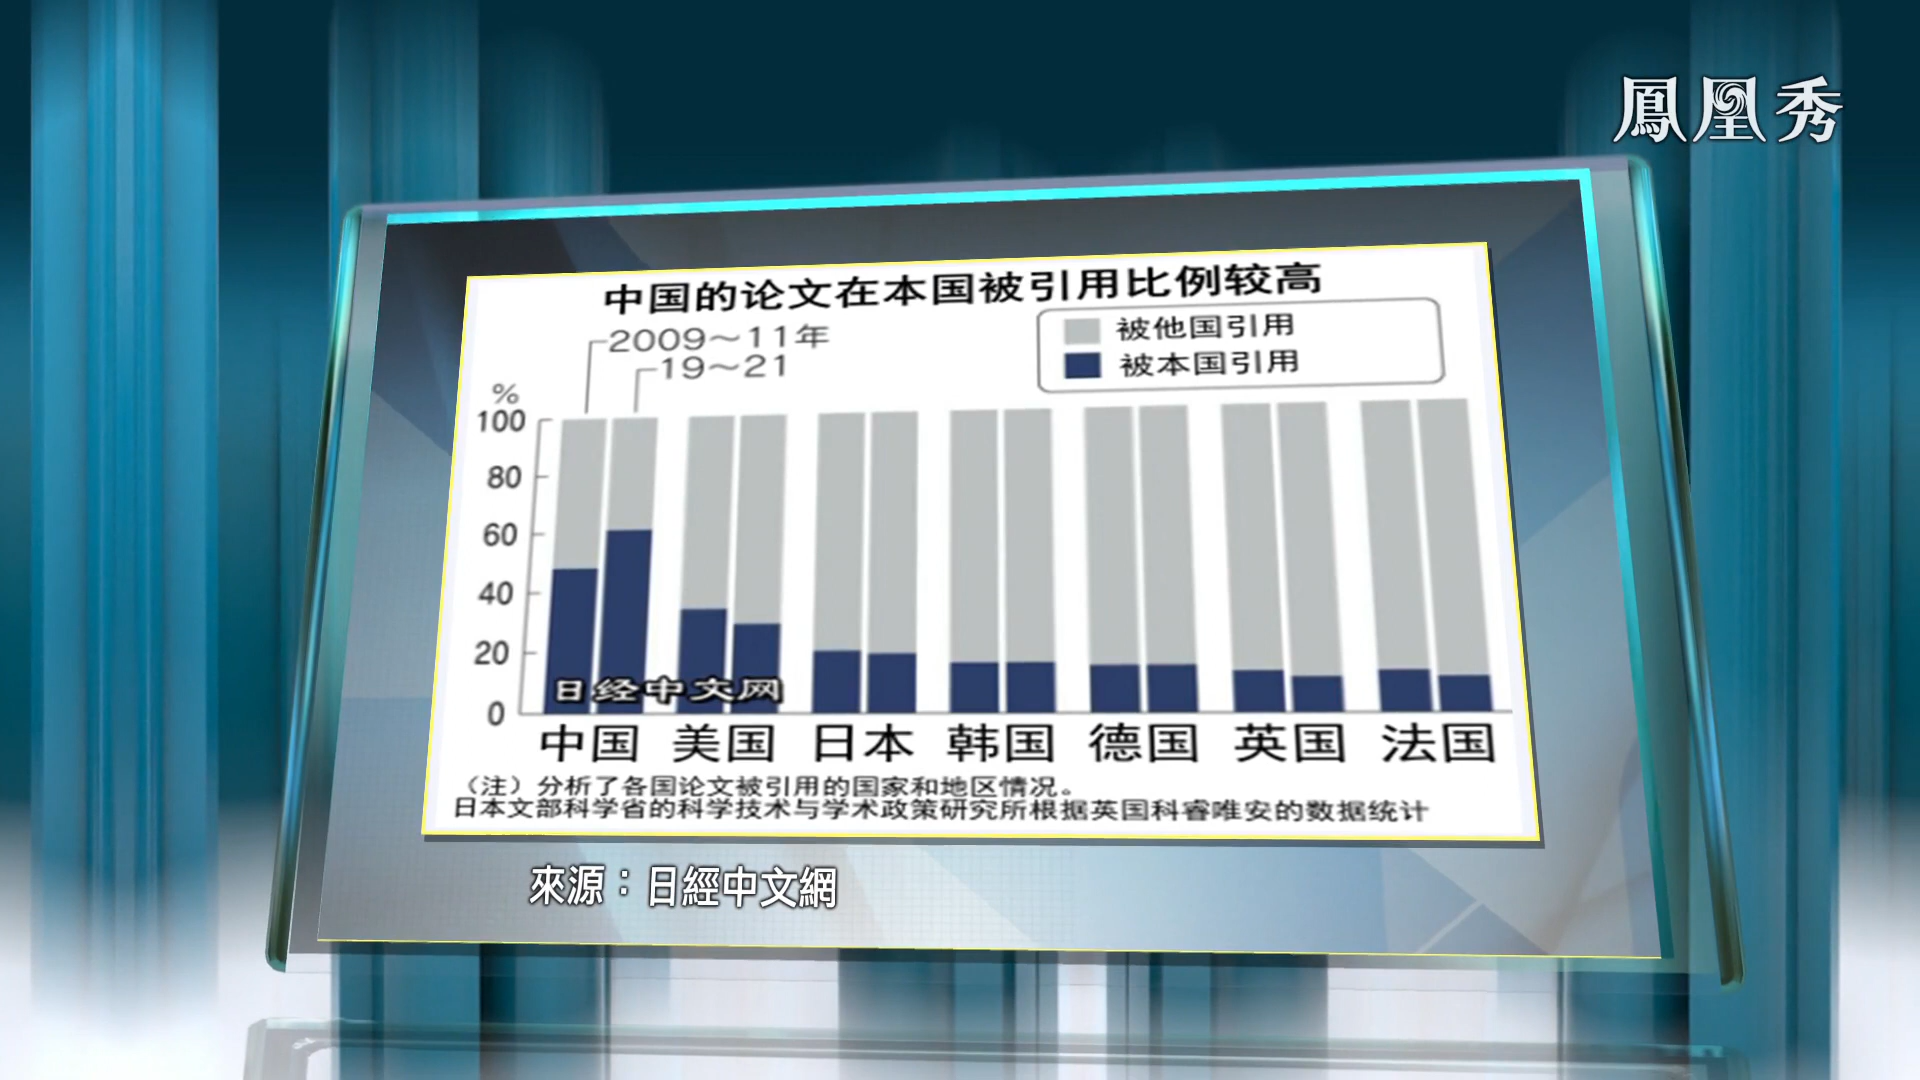 鳳凰秀
中国的论文在本国被引用比例较高
2009～11年
19～21
被他国引用
被本国引用
%
100
80
60
40
20
0
日经中文网
中国 美国 日本 韩国 德国 英国 法国
（注）分析了各国论文被引用的国家和地区情况。
日本文部科学省的科学技术与学术政策研究所根据英国科睿唯安的数据统计
來源：日經中文網